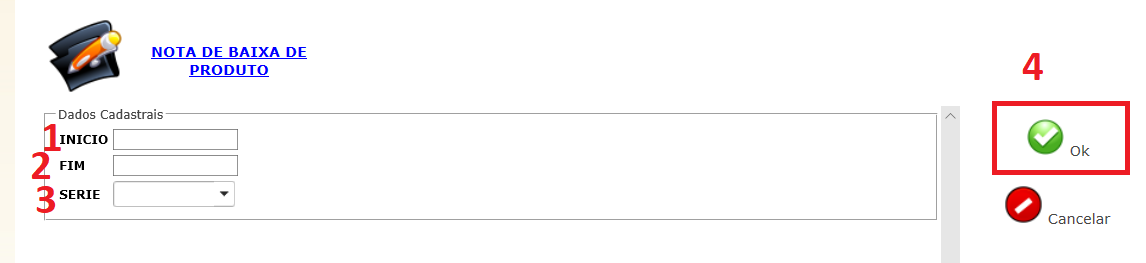 NOTA DE BAIXA DE
PRODUTO
4
Dados Cadastrais
1 INICIO
2 FIM
3 SERIE
Ok
Cancelar